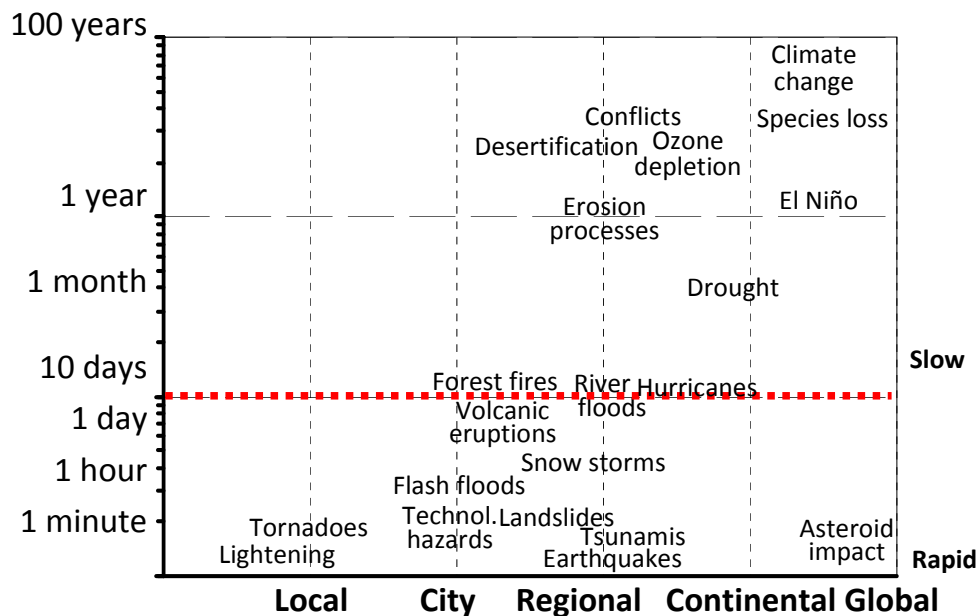 100 years
Climate
change
Conflicts
Species loss
Desertification
Ozone
depletion
1 year
El Niño
Erosion
processes
1 month
Drought
Slow
10 days
Forest fires
River
floods
Hurricanes
1 day
Volcanic
eruptions
1 hour
Snow storms
Flash floods
1 minute
Tornadoes
Technol.
hazards
Landslides
Tsunamis
Asteroid
impact
Lightening
Earthquakes
Rapid
Local City Regional Continental Global